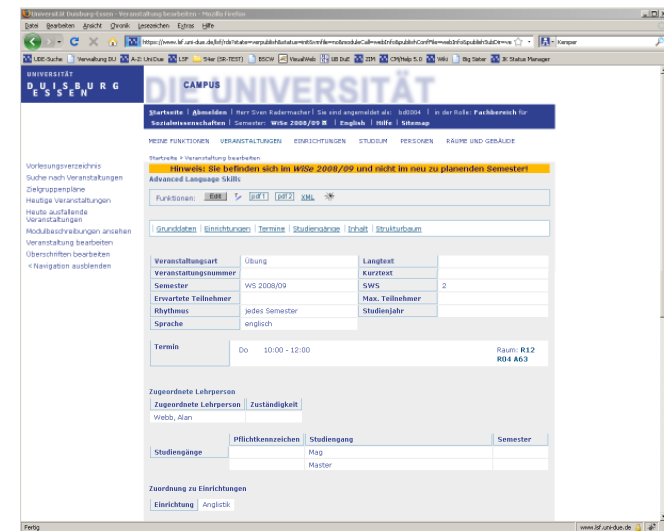 Universität Duisburg-Essen - Veranstaltung bearbeiten - Mozilla Firefox
Datei Bearbeiten Ansicht Chronik Lesezeichen Extras Hilfe
Kemper
UDE-Suche Verwaltung DU A-Z: Uni Due LSF BSCW VisualWeb UB DuE ZIM CM/Help 5.0 Wiki Big Sister JK Status Manager
UNIVERSITÄT
DUISBURG
ESSEN
DIE UNIVERSITÄT
CAMPUS
Startseite | Abmelden | Herr Sven Radermacher | Sie sind angemeldet als: bd0004 | in der Rolle: Fachbereich für
Sozialwissenschaften | Semester: WiSe 2008/09 | English | Hilfe | Sitemap
MEINE FUNKTIONEN VERANSTALTUNGEN EINRICHTUNGEN STUDIUM PERSONEN RÄUME UND GEBÄUDE
Startseite > Veranstaltung bearbeiten
Hinweis: Sie befinden sich im WiSe 2008/09 und nicht im neu zu planenden Semester!
Advanced Language Skills
Vorlesungsverzeichnis
Suche nach Veranstaltungen
Zielgruppenpläne
Heutige Veranstaltungen
Heute ausfallende
Veranstaltungen
Modulbeschreibungen ansehen
Veranstaltung bearbeiten
Überschriften bearbeiten
< Navigation ausblenden
Funktionen: Edit pdf1 pdf2 XML
| Grunddaten | Einrichtungen | Termine | Studiengänge | Inhalt | Strukturbaum
Veranstaltungsart Übung Langtext
Veranstaltungsnummer Kurztext
Semester WS 2008/09 SWS 2
Erwartete Teilnehmer Max. Teilnehmer
Rhythmus jedes Semester Studienjahr
Sprache englisch
Termin Do 10:00 - 12:00 Raum: R12
R04 A63
Zugeordnete Lehrperson
Zugeordnete Lehrperson Zuständigkeit
Webb, Alan
Pflichtkennzeichen Studiengang Semester
Studiengänge Mag
Master
Zuordnung zu Einrichtungen
Einrichtung Anglistik
Fertig www.lsf.uni-due.de